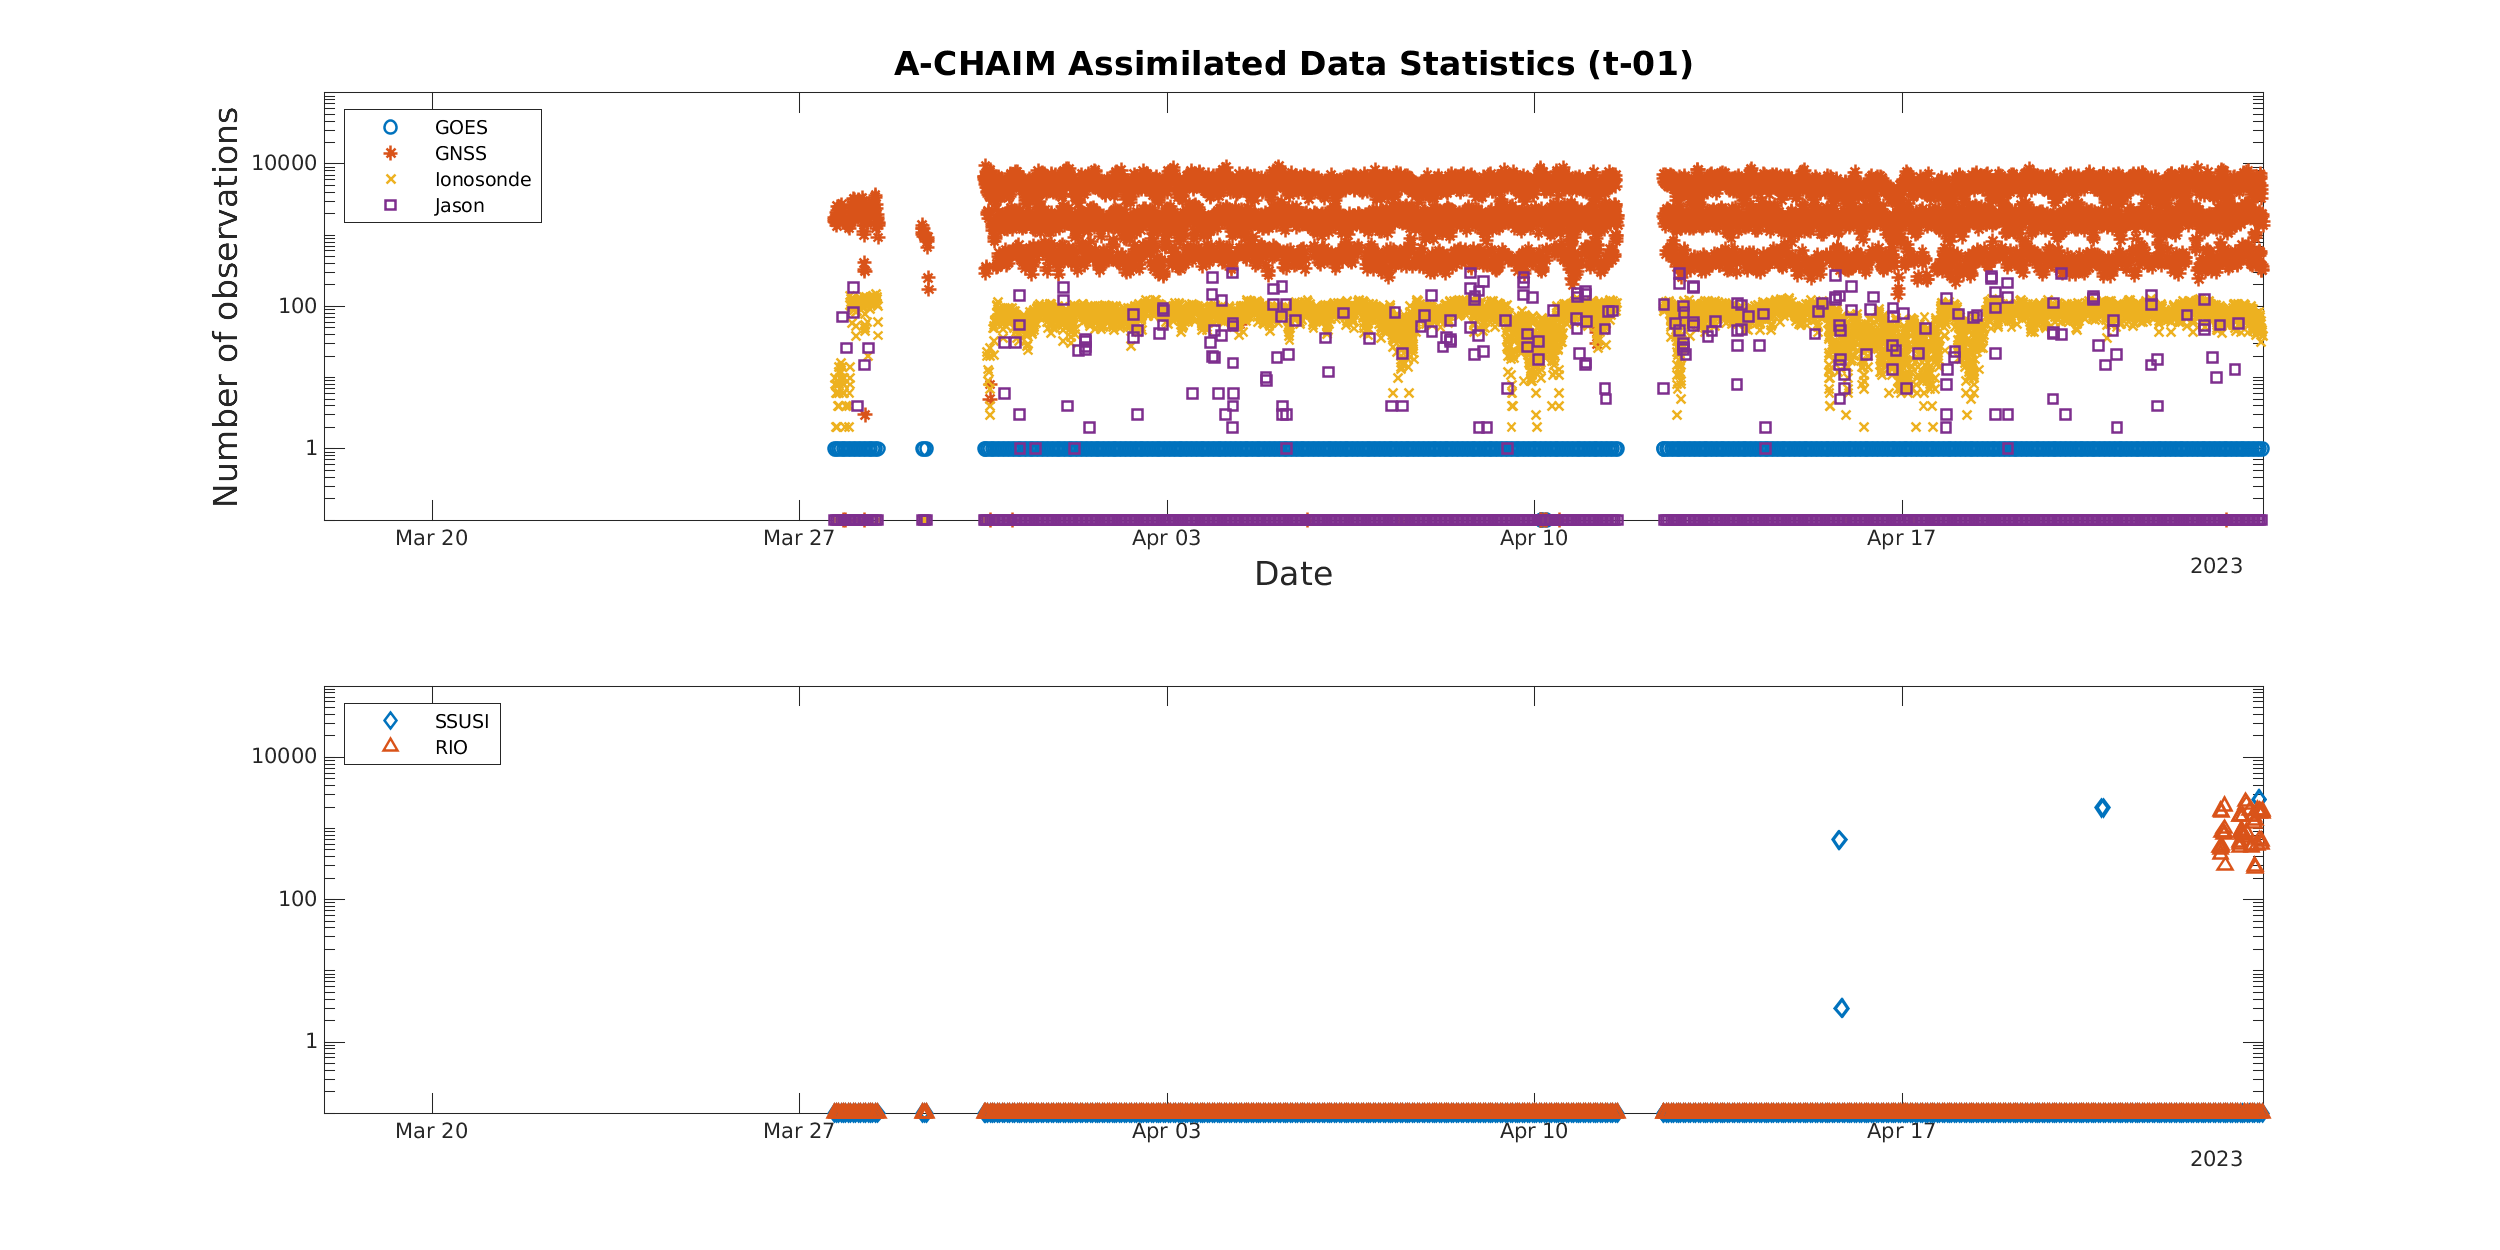 A-CHAIM Assimilated Data Statistics (t-01)
Number of observations
10000
100
1
GOES
GNSS
Ionosonde
Jason
Mar 20 Mar 27 Apr 03 Apr 10 Apr 17
2023
Date
10000
100
1
SSUSI
RIO
Mar 20 Mar 27 Apr 03 Apr 10 Apr 17
2023